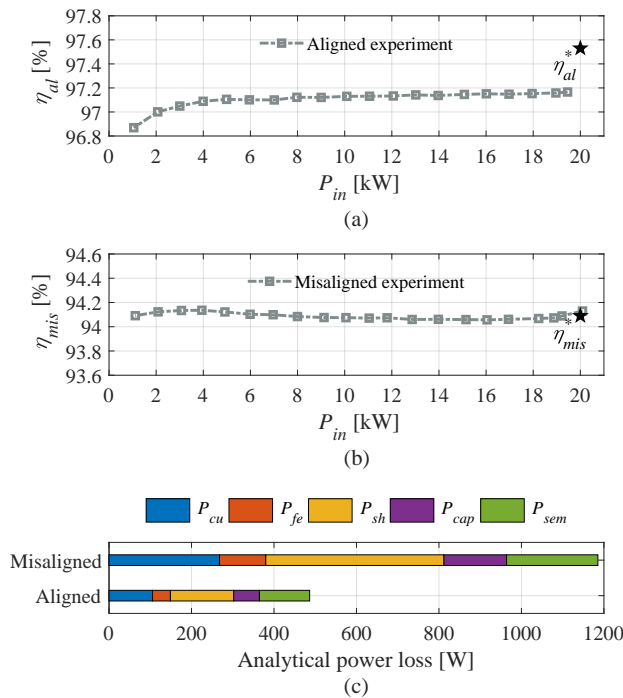 97.8
97.6
97.4
97.2
97
96.8
η_al [%]
Aligned experiment
η*_al
0 2 4 6 8 10 12 14 16 18 20
P_in [kW]
(a)
94.6
94.4
94.2
94
93.8
93.6
η_mis [%]
Misaligned experiment
η*_mis
0 2 4 6 8 10 12 14 16 18 20
P_in [kW]
(b)
P_cu P_fe P_sh P_cap P_sem
Misaligned
Aligned
0 200 400 600 800 1000 1200
Analytical power loss [W]
(c)